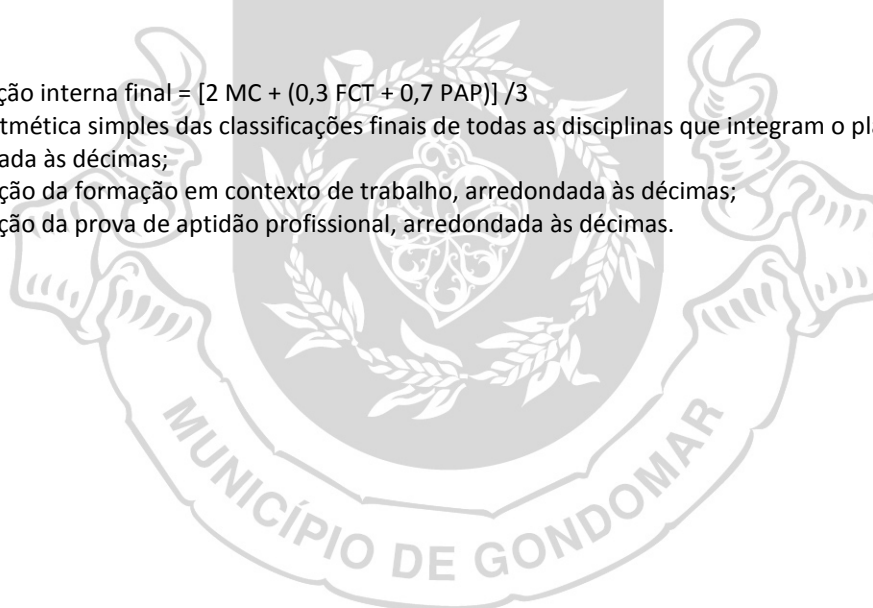 ção interna final = [2 MC + (0,3 FCT + 0,7 PAP)] /3
tmética simples das classificações finais de todas as disciplinas que integram o pl
ada às décimas;
ção da formação em contexto de trabalho, arredondada às décimas;
ção da prova de aptidão profissional, arredondada às décimas.
MUNICÍPIO DE GONDOMAR